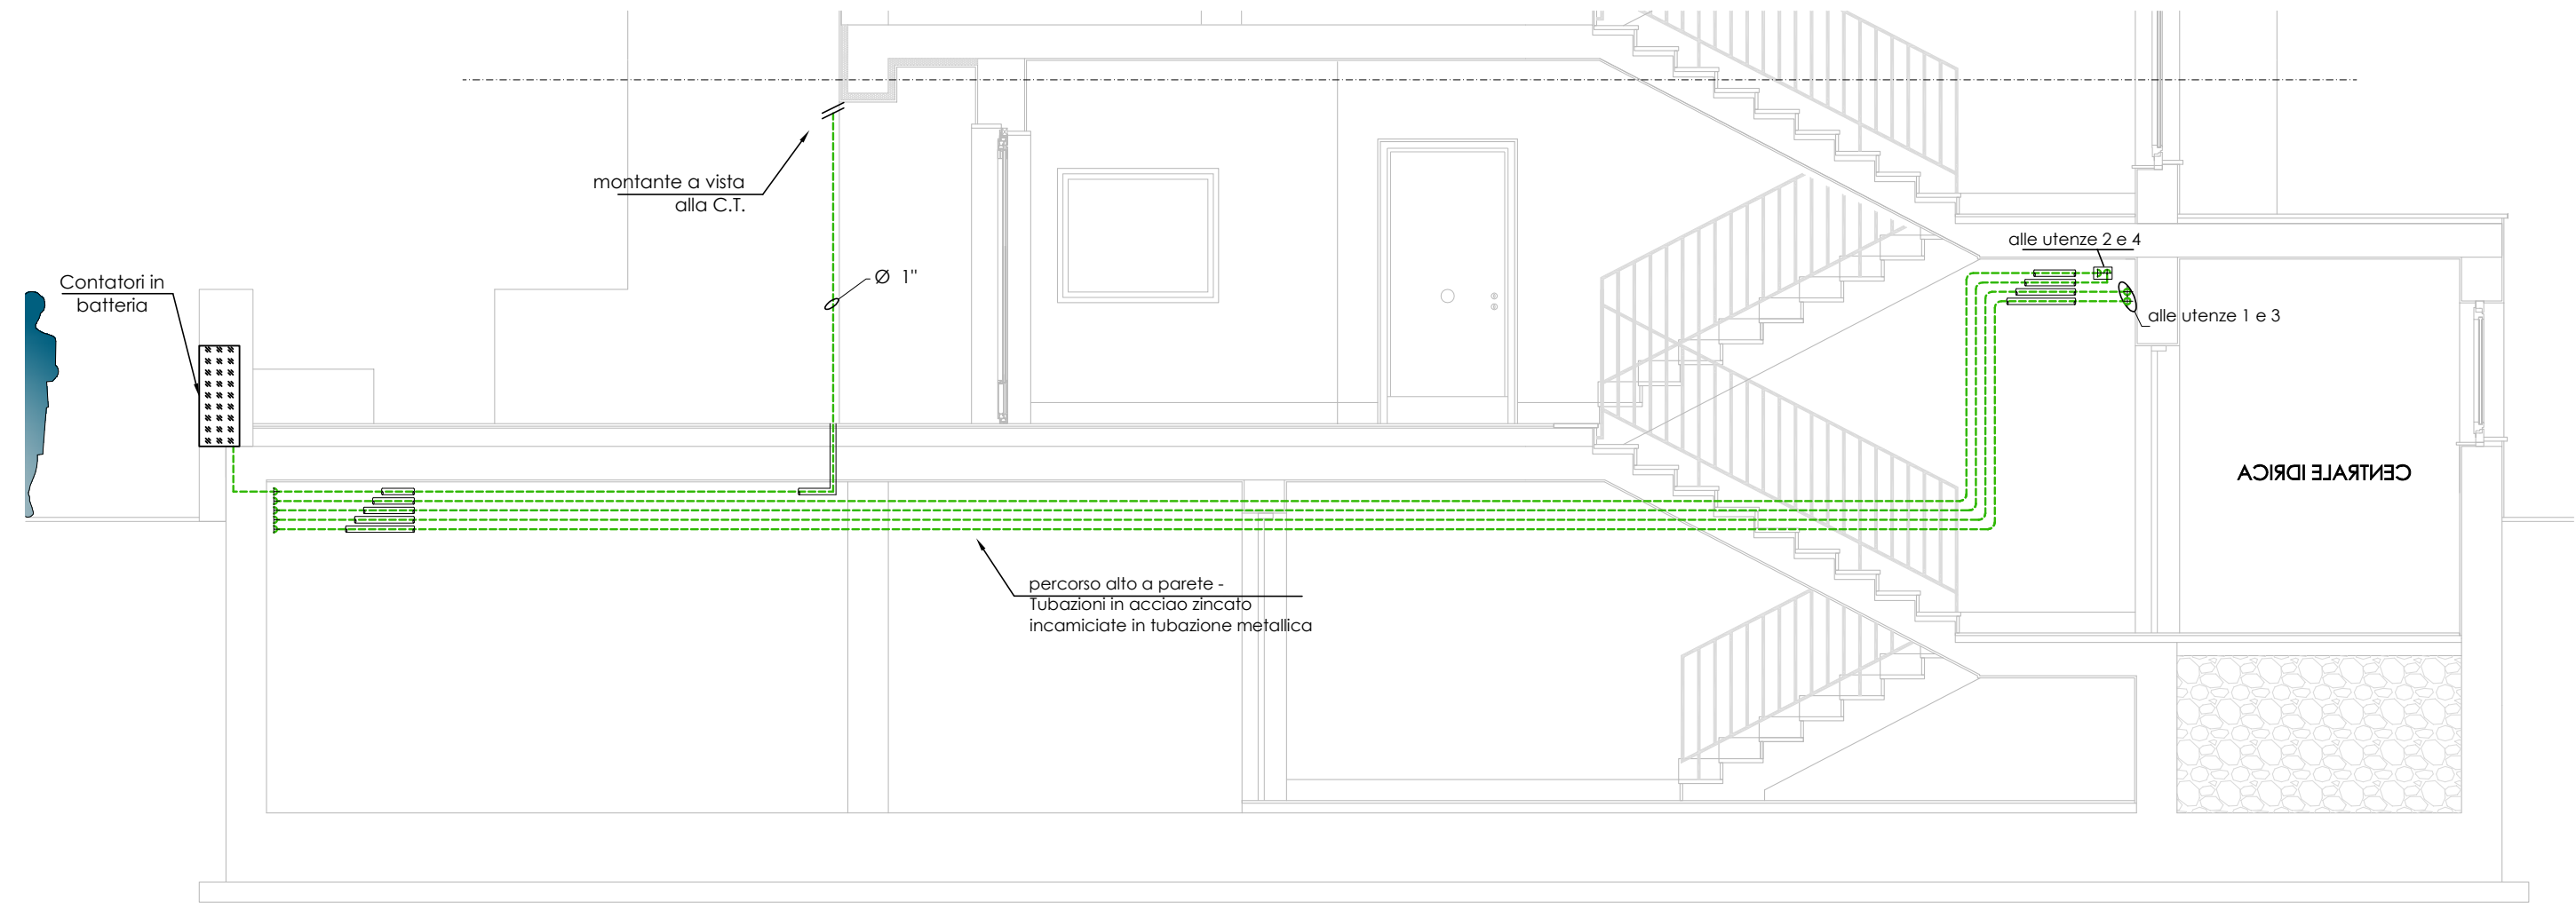 montante a vista
alla C.T.
Ø 1"
Contatori in
batteria
alle utenze 2 e 4
alle utenze 1 e 3
CENTRALE IDRICA
percorso alto a parete -
Tubazioni in acciao zincato
incamiciate in tubazione metallica